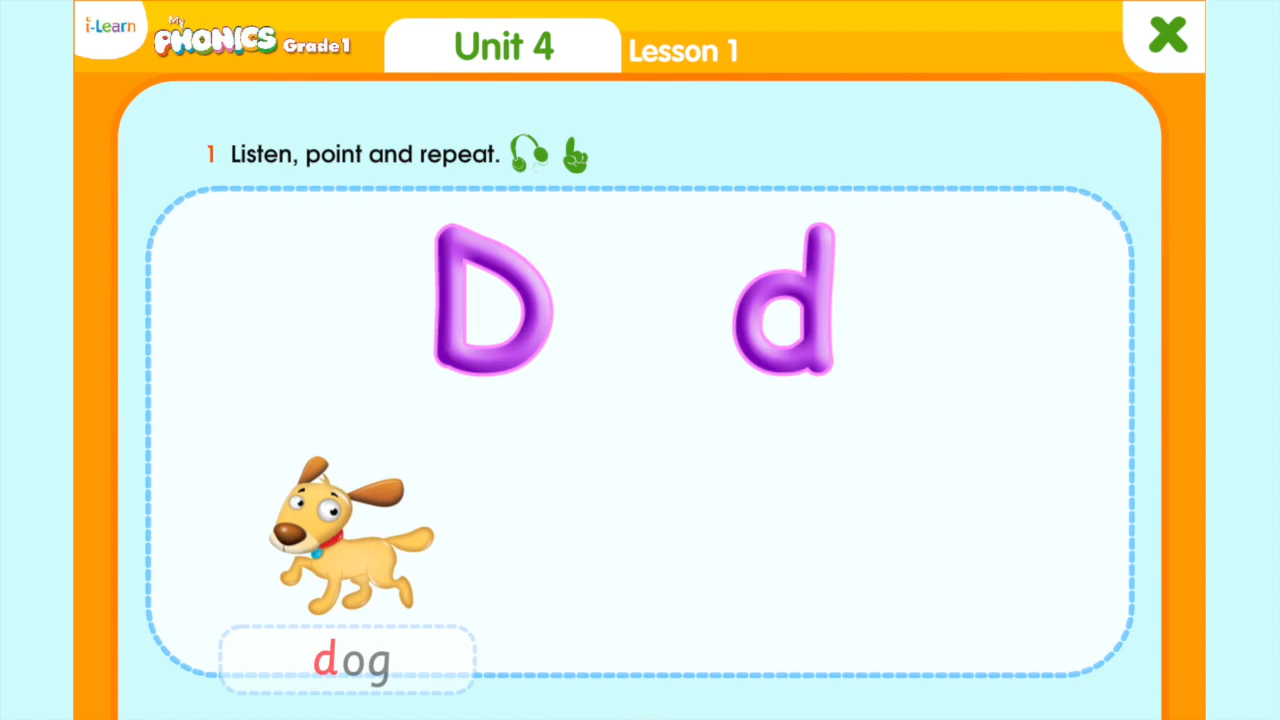 i-Learn
My
PHONICS Grade 1
Unit 4
Lesson 1
1 Listen, point and repeat.
D d
dog